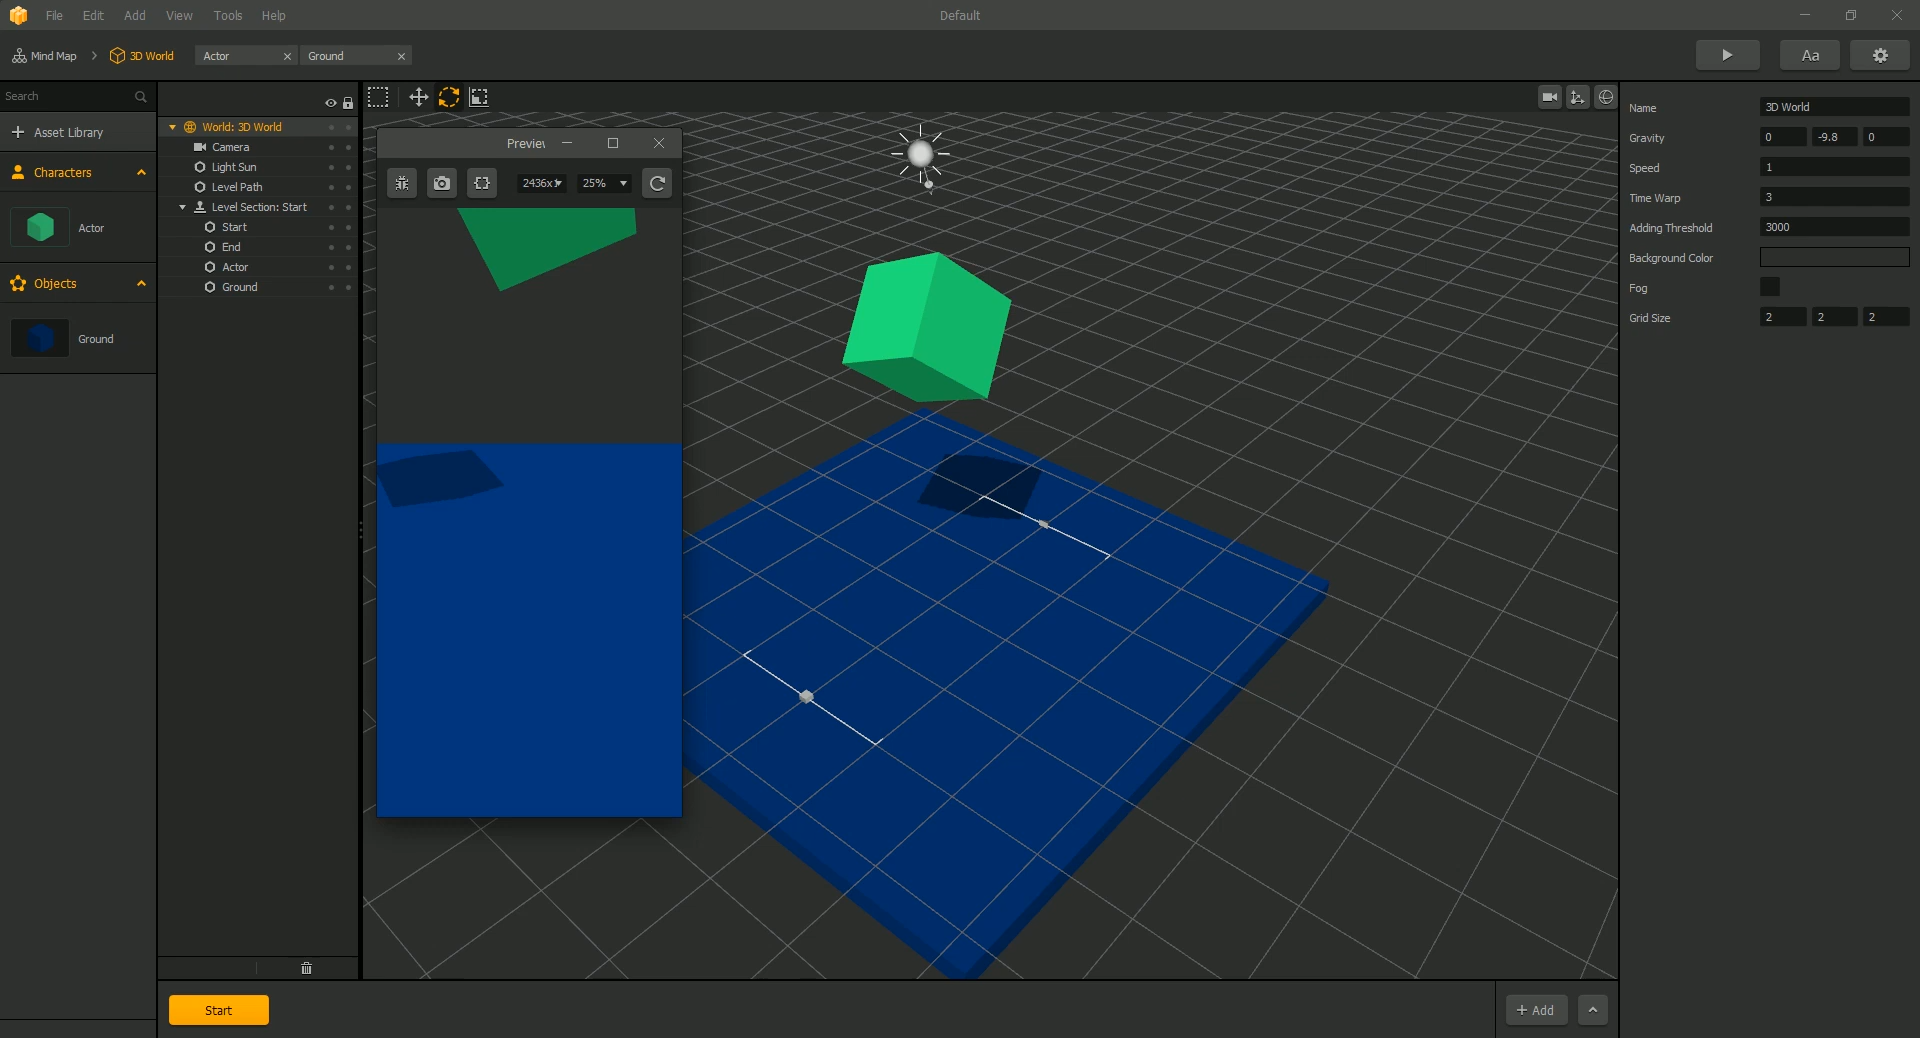 File Edit Add View Tools Help Default
Mind Map 3D World Actor Ground Aa
Search
Asset Library
Characters
Actor
Objects
Ground
World: 3D World
Camera
Light Sun
Level Path
Level Section: Start
Start
End
Actor
Ground
25%
Name 3D World
Gravity 0 -9.8 0
Speed 1
Time Warp 3
Adding Threshold 3000
Background Color
Fog
Grid Size 2 2 2
Start
Add